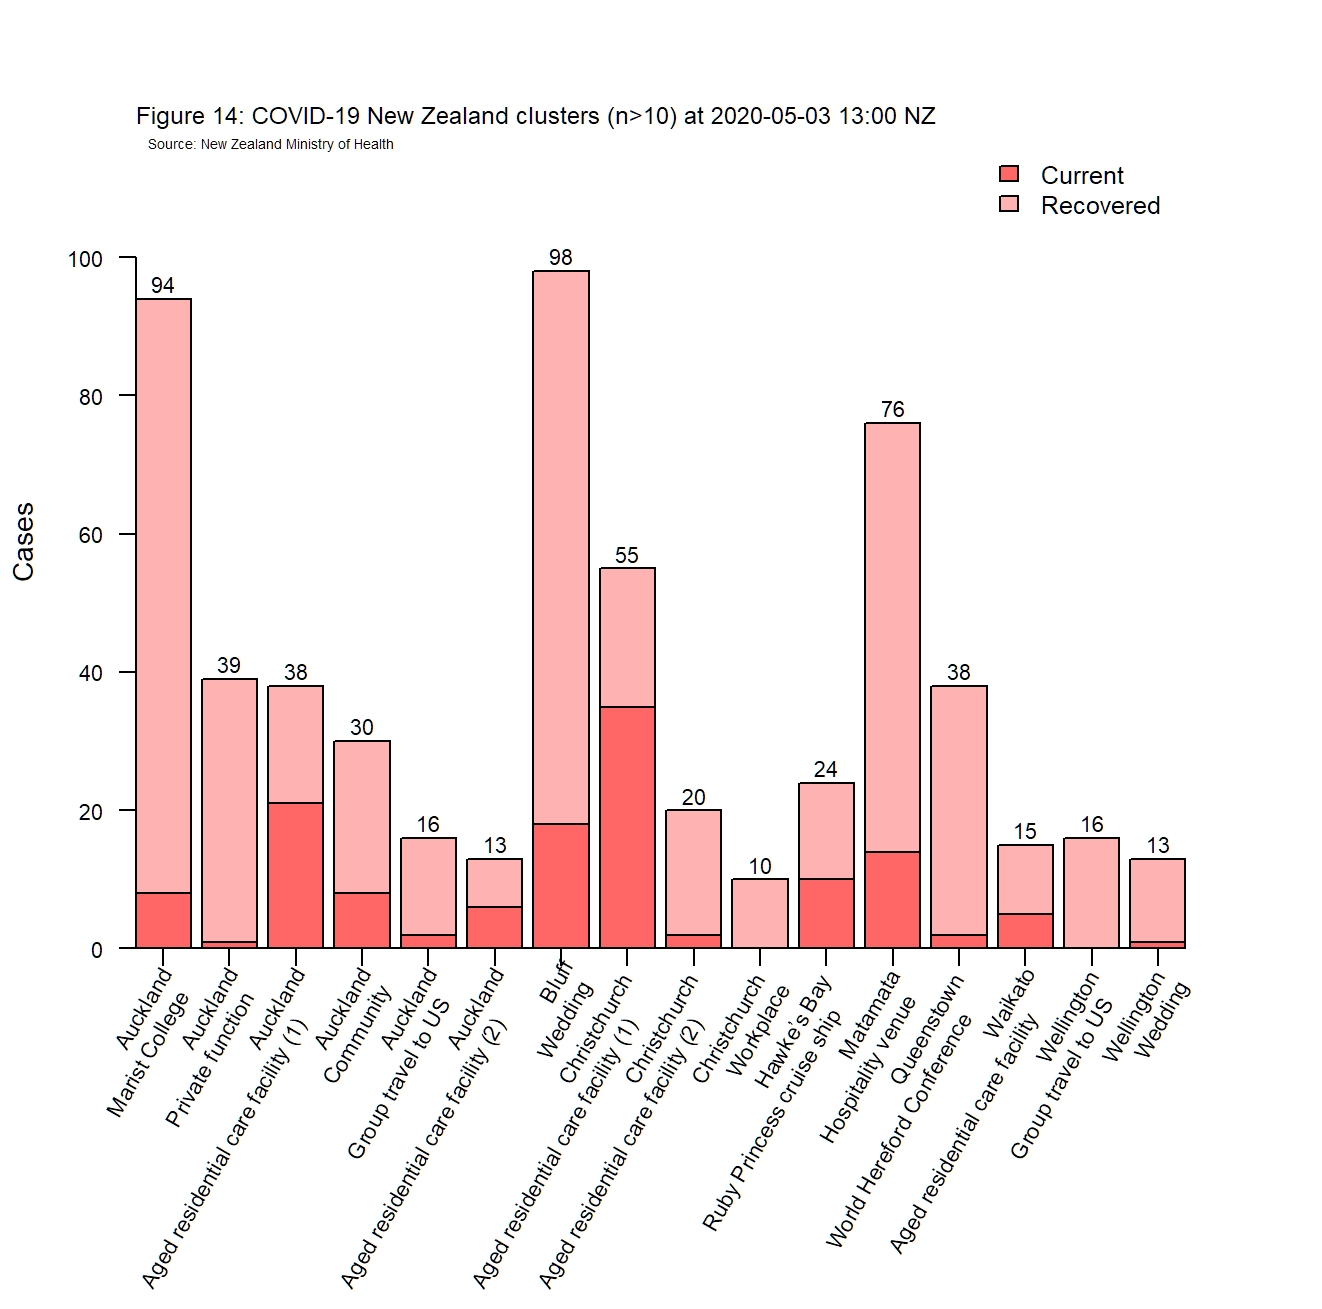 Figure 14: COVID-19 New Zealand clusters (n>10) at 2020-05-03 13:00 NZ
Source: New Zealand Ministry of Health
Current
Recovered
Cases
100
80
60
40
20
0
94
39
38
30
16
13
98
55
20
10
24
76
38
15
16
13
Auckland
Marist College
Auckland
Private function
Auckland
Aged residential care facility (1)
Auckland
Community
Auckland
Group travel to US
Auckland
Aged residential care facility (2)
Bluff
Wedding
Christchurch
Aged residential care facility (1)
Christchurch
Aged residential care facility (2)
Christchurch
Workplace
Hawke's Bay
Ruby Princess cruise ship
Matamata
Hospitality venue
Queenstown
World Hereford Conference
Waikato
Aged residential care facility
Wellington
Group travel to US
Wellington
Wedding